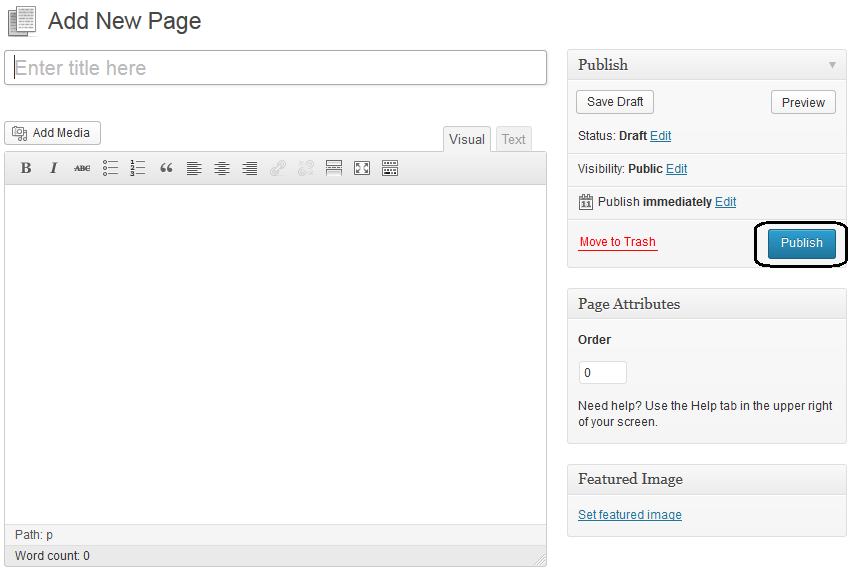 Add New Page
Enter title here
Add Media
Visual
Text
B I ABC
Path: p
Word count: 0
Publish
Save Draft
Preview
Status: Draft Edit
Visibility: Public Edit
11 Publish immediately Edit
Move to Trash
Publish
Page Attributes
Order
0
Need help? Use the Help tab in the upper right
of your screen.
Featured Image
Set featured image